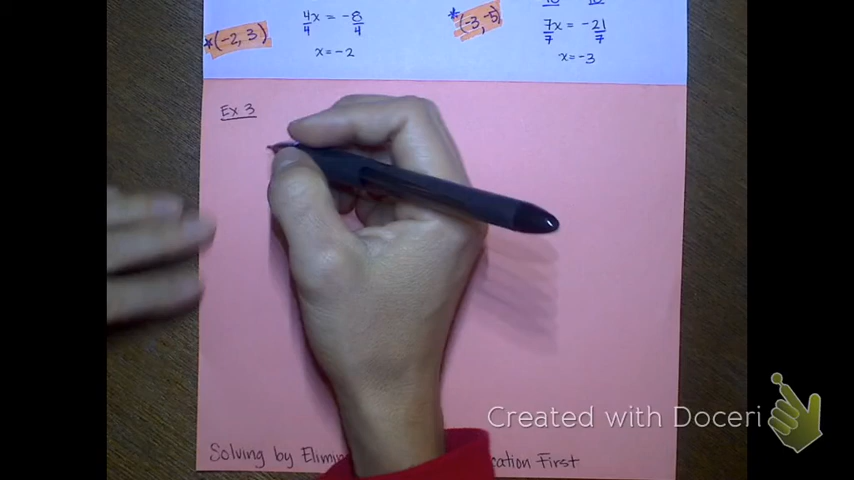 4x = -8
4 4
*(-2, 3)
x = -2
*(-3, -5)
7x = -21
7 7
x = -3
Ex 3
Created with Doceri
Solving by Elimin cation First